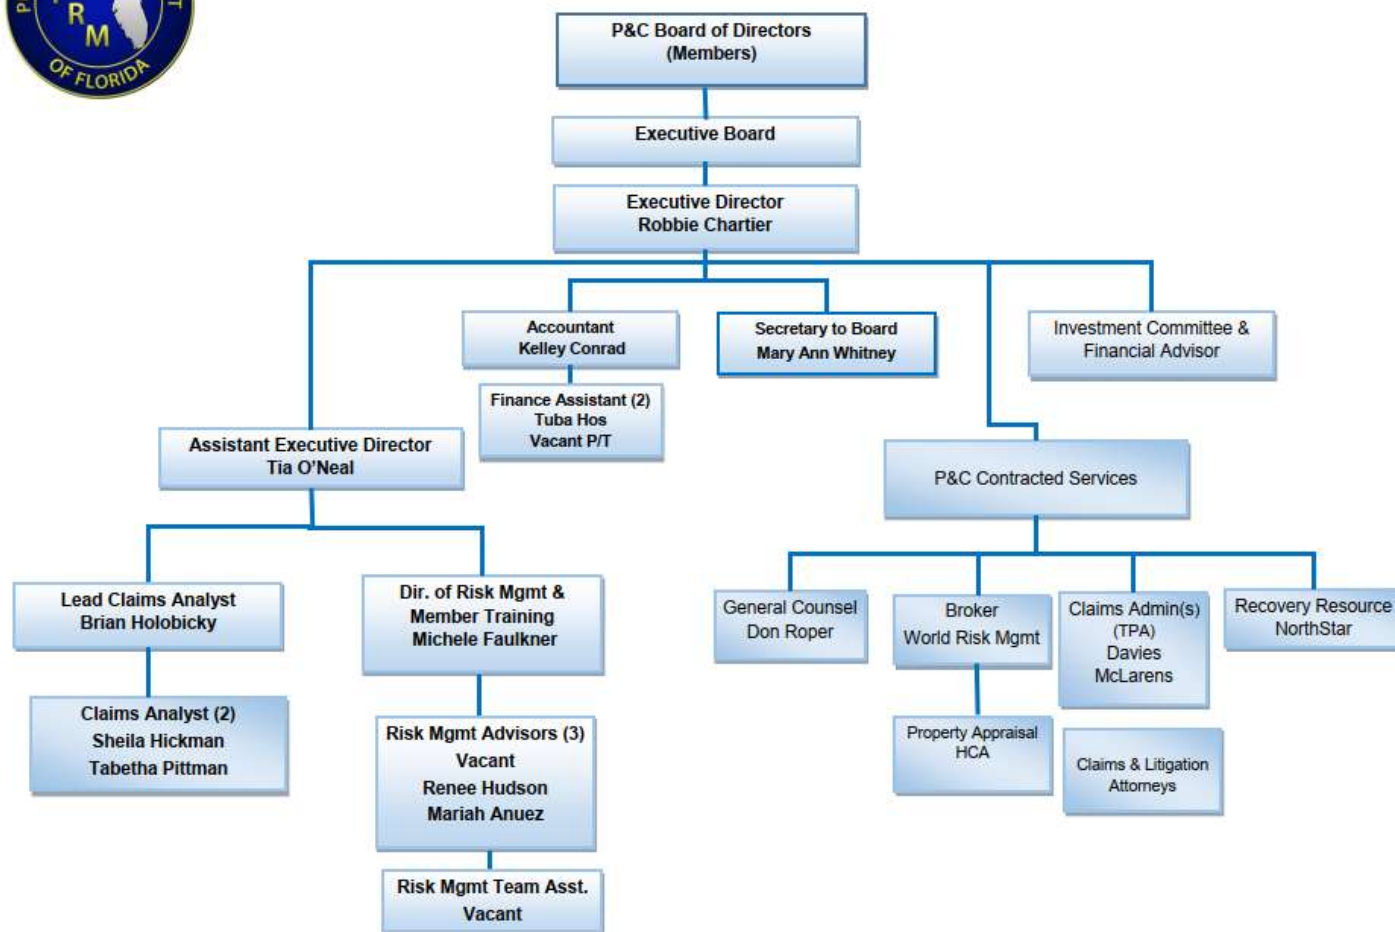 R
M
OF FLORIDA
P&C Board of Directors
(Members)
Executive Board
Executive Director
Robbie Chartier
Accountant
Kelley Conrad
Secretary to Board
Mary Ann Whitney
Investment Committee &
Financial Advisor
Finance Assistant (2)
Tuba Hos
Vacant P/T
Assistant Executive Director
Tia O'Neal
P&C Contracted Services
Lead Claims Analyst
Brian Holobicky
Dir. of Risk Mgmt &
Member Training
Michele Faulkner
General Counsel
Don Roper
Broker
World Risk Mgmt
Claims Admin(s)
(TPA)
Davies
McLarens
Recovery Resource
NorthStar
Claims Analyst (2)
Sheila Hickman
Tabetha Pittman
Risk Mgmt Advisors (3)
Vacant
Renee Hudson
Mariah Anuez
Property Appraisal
HCA
Claims & Litigation
Attorneys
Risk Mgmt Team Asst.
Vacant